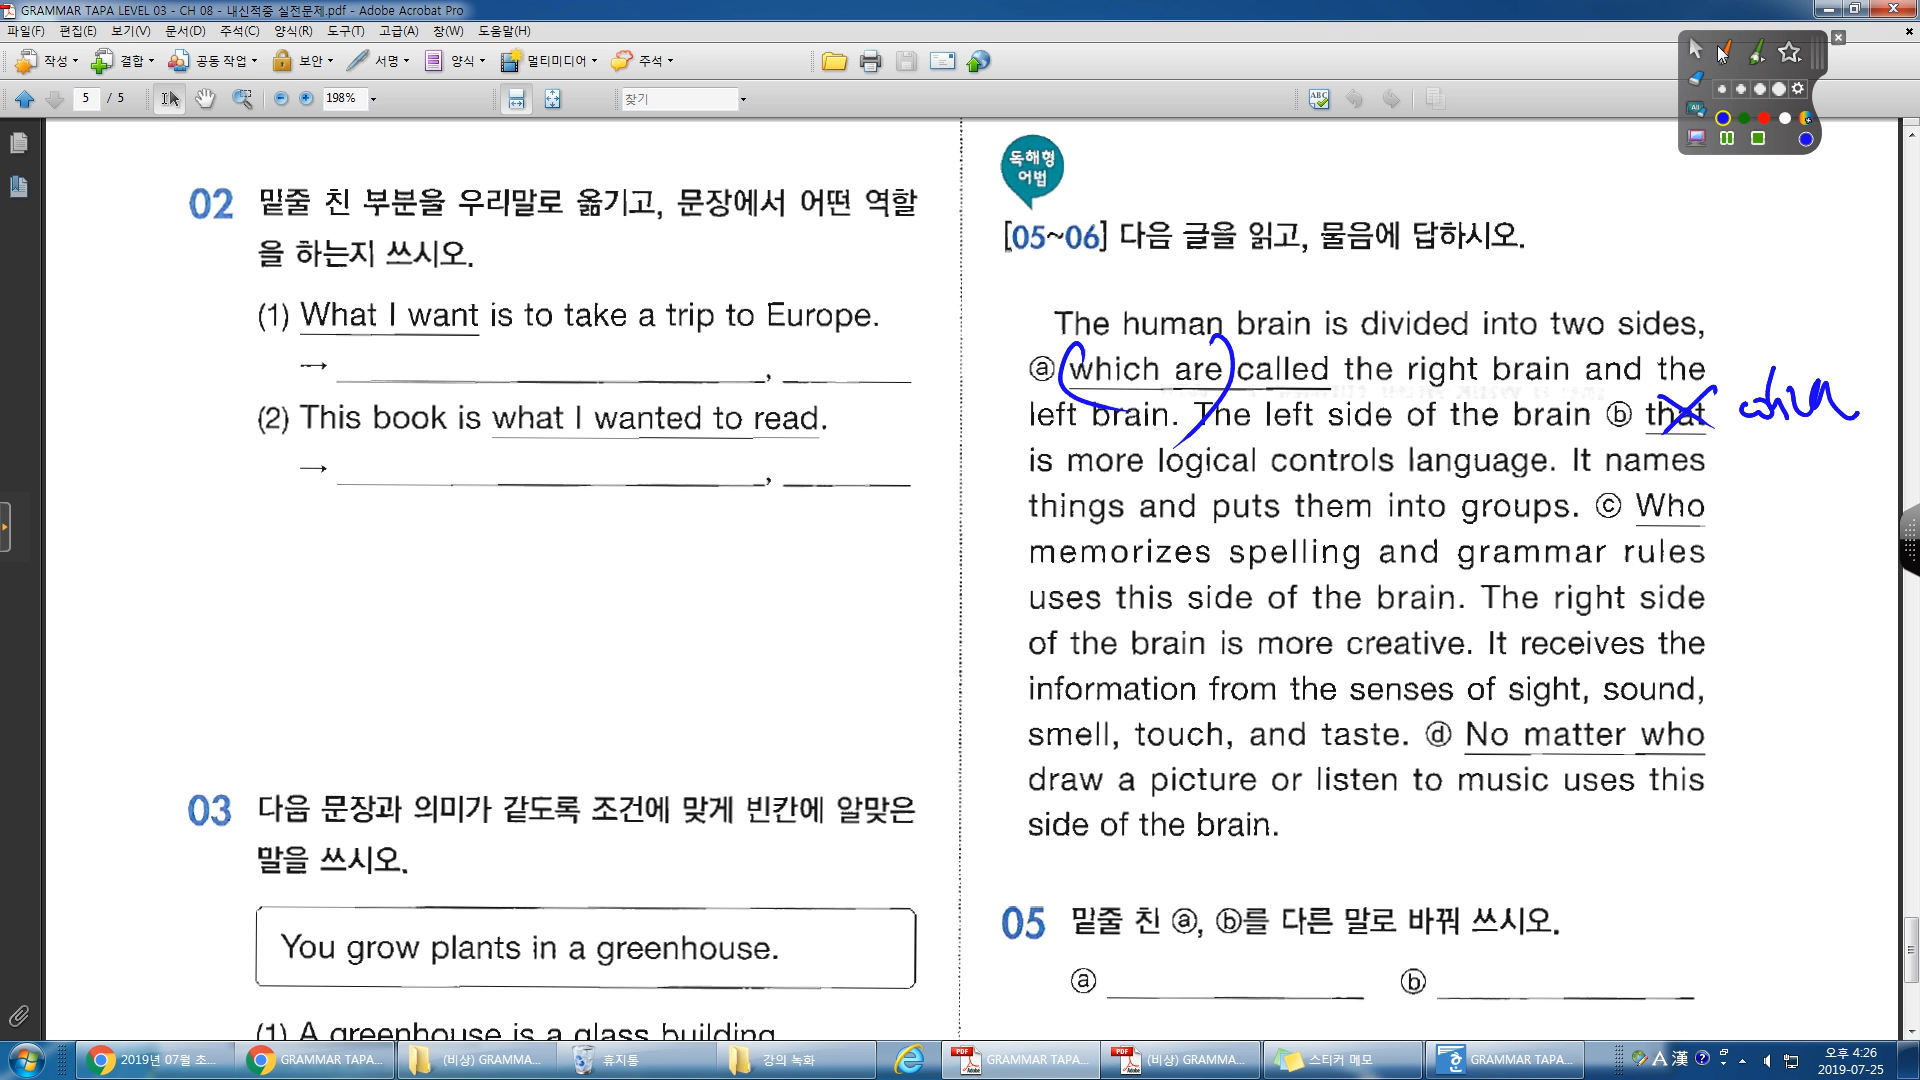 GRAMMAR TAPA LEVEL 03 - CH 08 - 내신적중 실전문제.pdf - Adobe Acrobat Pro
파일(F) 편집(E) 보기(V) 문서(D) 주석(C) 양식(R) 도구(T) 고급(A) 창(W) 도움말(H)
작성 결합 공동 작업 보안 서명 양식 멀티미디어 주석
5 / 5 198% 찾기
02 밑줄 친 부분을 우리말로 옮기고, 문장에서 어떤 역할
을 하는지 쓰시오.
(1) What I want is to take a trip to Europe.
→ ,
(2) This book is what I wanted to read.
→ ,
03 다음 문장과 의미가 같도록 조건에 맞게 빈칸에 알맞은
말을 쓰시오.
You grow plants in a greenhouse.
(1) A greenhouse is a glass building
독해형
어법
[05~06] 다음 글을 읽고, 물음에 답하시오.
The human brain is divided into two sides,
ⓐ which are called the right brain and the
left brain. The left side of the brain ⓑ that
is more logical controls language. It names
things and puts them into groups. ⓒ Who
memorizes spelling and grammar rules
uses this side of the brain. The right side
of the brain is more creative. It receives the
information from the senses of sight, sound,
smell, touch, and taste. ⓓ No matter who
draw a picture or listen to music uses this
side of the brain.
05 밑줄 친 ⓐ, ⓑ를 다른 말로 바꿔 쓰시오.
ⓐ ⓑ
2019년 07월 초... GRAMMAR TAPA... (비상) GRAMMA... 휴지통 강의 녹화 GRAMMAR TAPA... (비상) GRAMMA... 스티커 메모 GRAMMAR TAPA...
A 漢
오후 4:26
2019-07-25